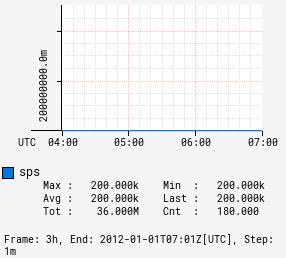 200000000.0m
UTC 04:00 05:00 06:00 07:00
sps
Max : 200.000k Min : 200.000k
Avg : 200.000k Last : 200.000k
Tot : 36.000M Cnt : 180.000
Frame: 3h, End: 2012-01-01T07:01Z[UTC], Step:
1m